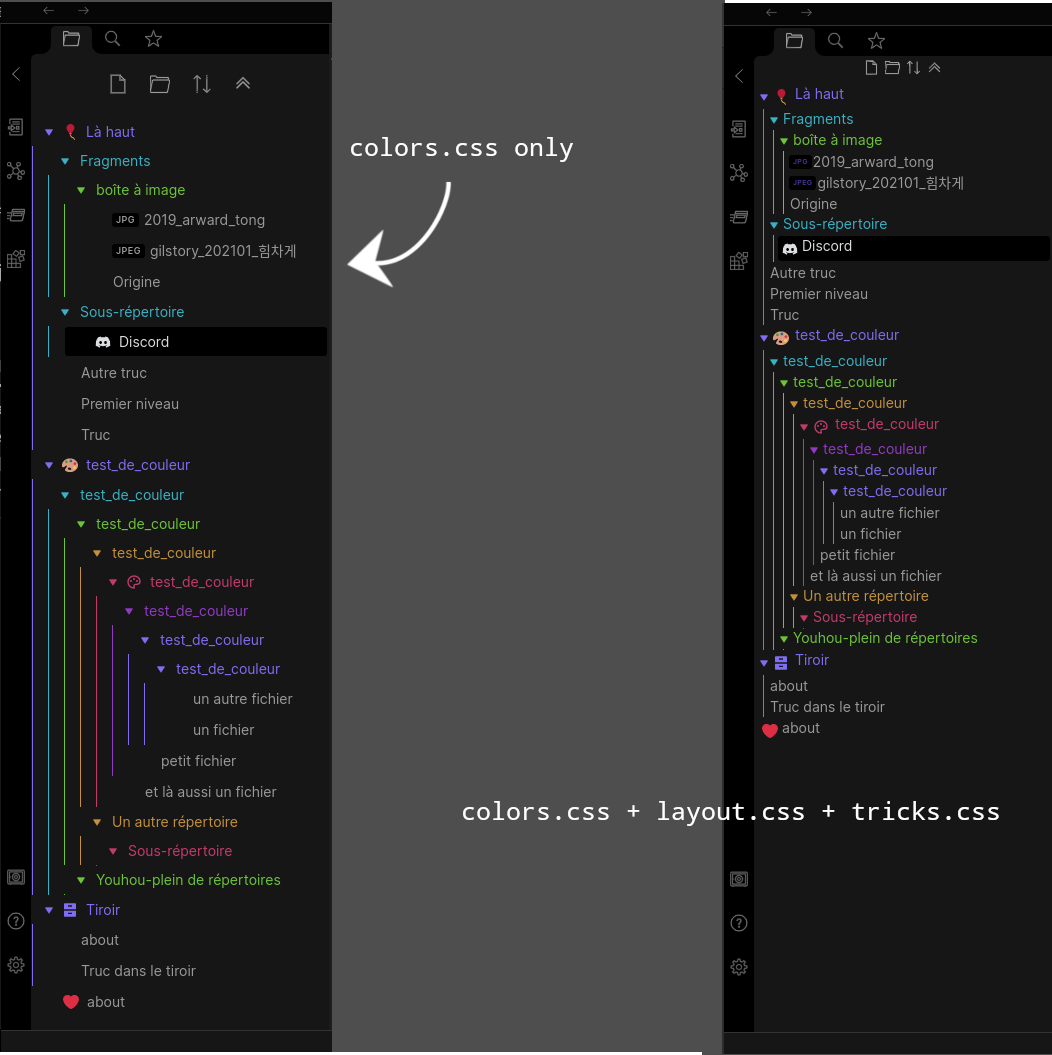 Là haut
Fragments
boîte à image
JPG 2019_arward_tong
JPEG gilstory_202101_힘차게
Origine
Sous-répertoire
Discord
Autre truc
Premier niveau
Truc
test_de_couleur
test_de_couleur
test_de_couleur
test_de_couleur
test_de_couleur
test_de_couleur
test_de_couleur
test_de_couleur
un autre fichier
un fichier
petit fichier
et là aussi un fichier
Un autre répertoire
Sous-répertoire
Youhou-plein de répertoires
Tiroir
about
Truc dans le tiroir
about
colors.css only
colors.css + layout.css + tricks.css
Là haut
Fragments
boîte à image
JPG 2019_arward_tong
JPEG gilstory_202101_힘차게
Origine
Sous-répertoire
Discord
Autre truc
Premier niveau
Truc
test_de_couleur
test_de_couleur
test_de_couleur
test_de_couleur
test_de_couleur
test_de_couleur
test_de_couleur
test_de_couleur
un autre fichier
un fichier
petit fichier
et là aussi un fichier
Un autre répertoire
Sous-répertoire
Youhou-plein de répertoires
Tiroir
about
Truc dans le tiroir
about